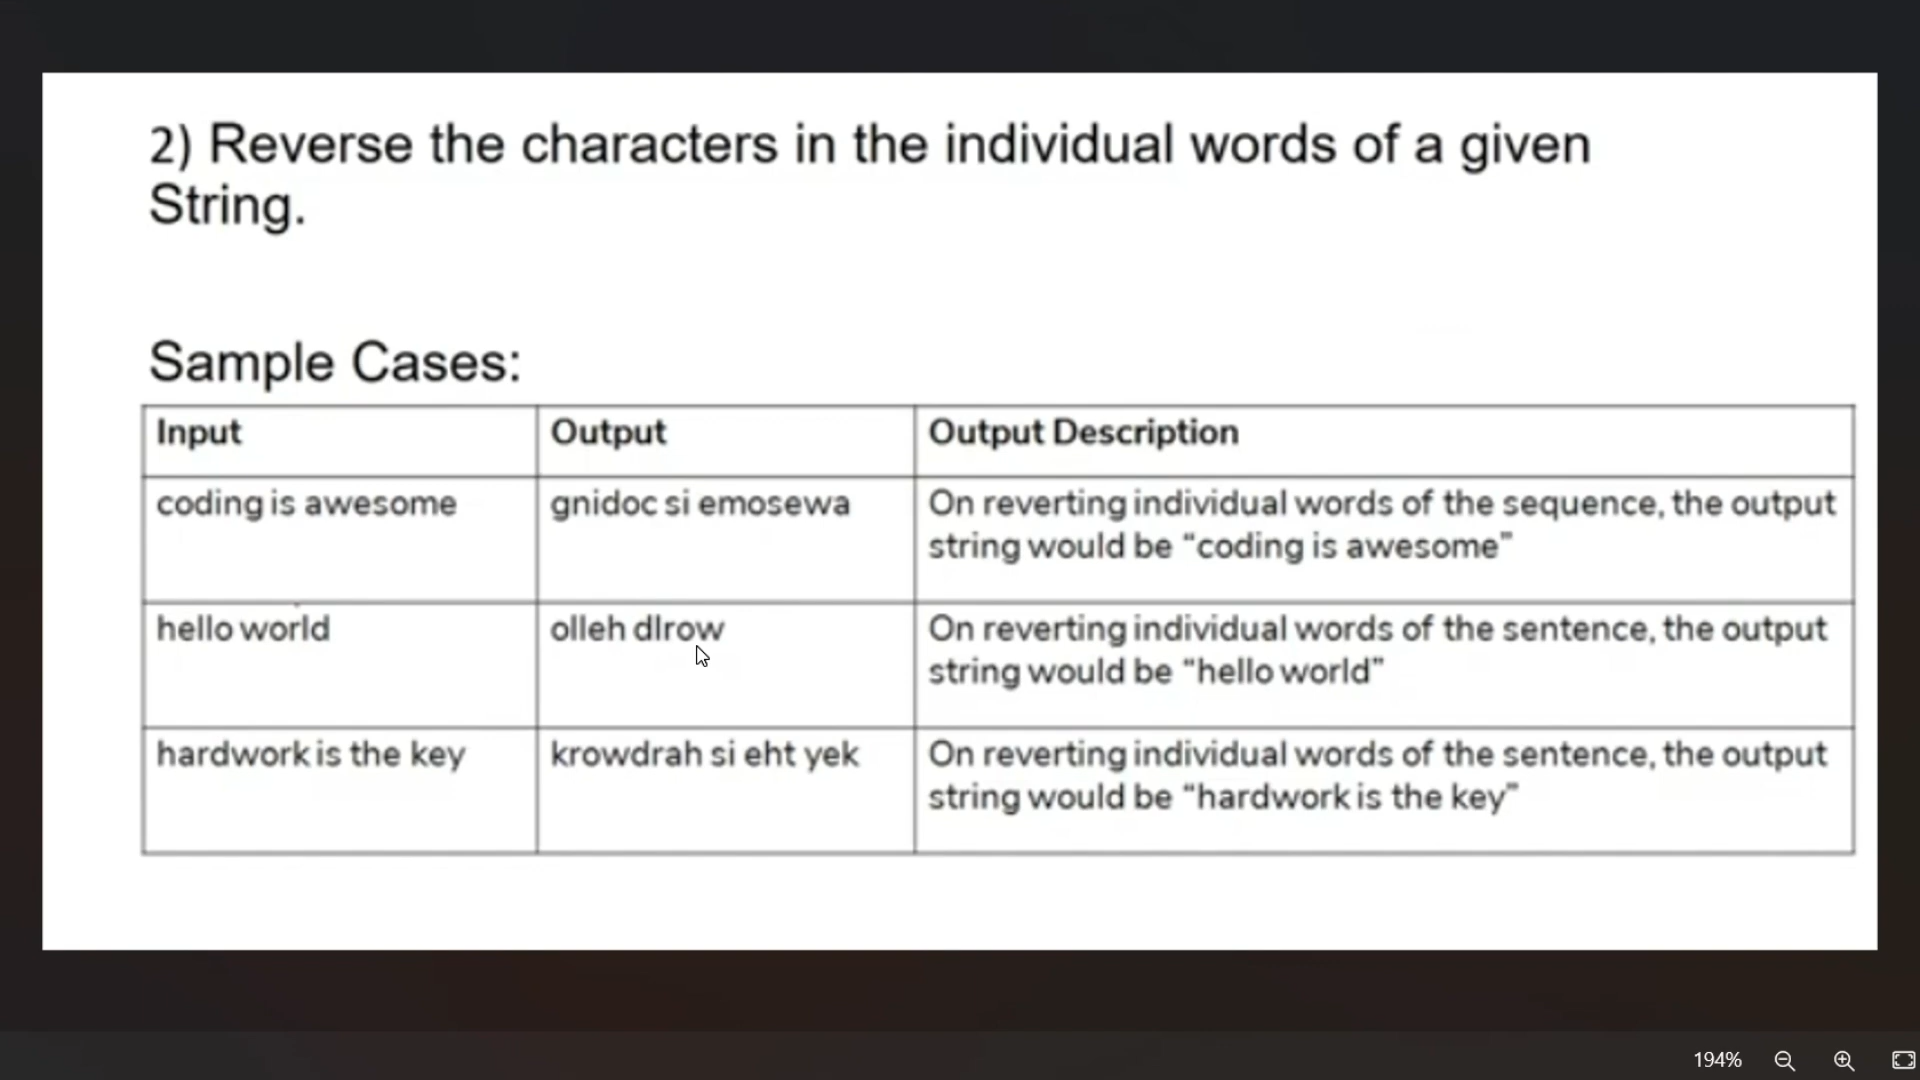 2) Reverse the characters in the individual words of a given
String.
Sample Cases:
Input Output Output Description
coding is awesome gnidoc si emosewa On reverting individual words of the sequence, the output
string would be “coding is awesome”
hello world olleh dlrow On reverting individual words of the sentence, the output
string would be “hello world”
hardwork is the key krowdrah si eht yek On reverting individual words of the sentence, the output
string would be “hardwork is the key”
194%